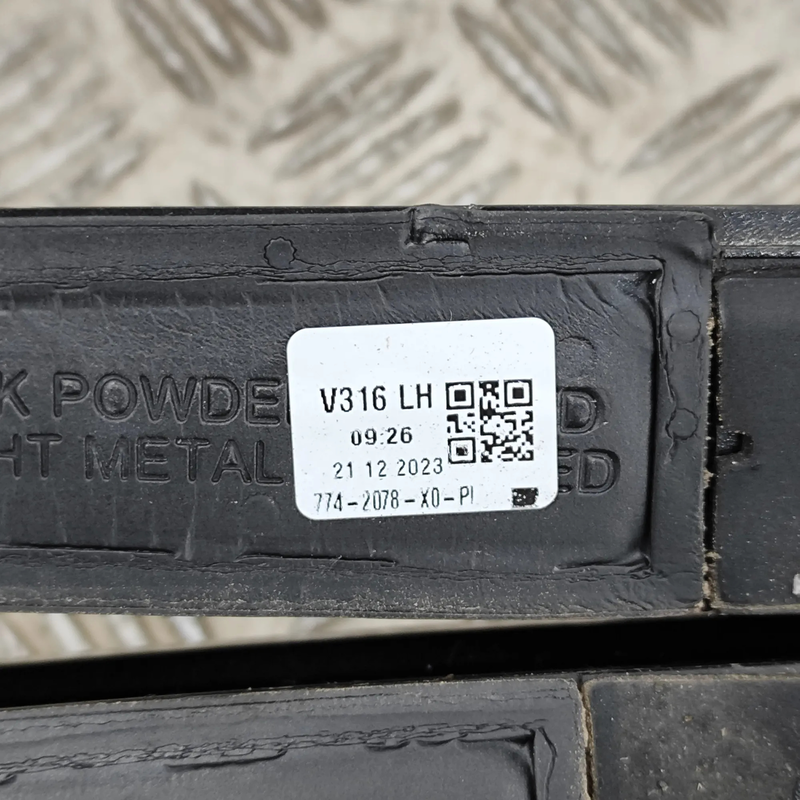 K POWDE D
HT METAL ED
V316 LH
09:26
21 12 2023
774-2078-X0-PI